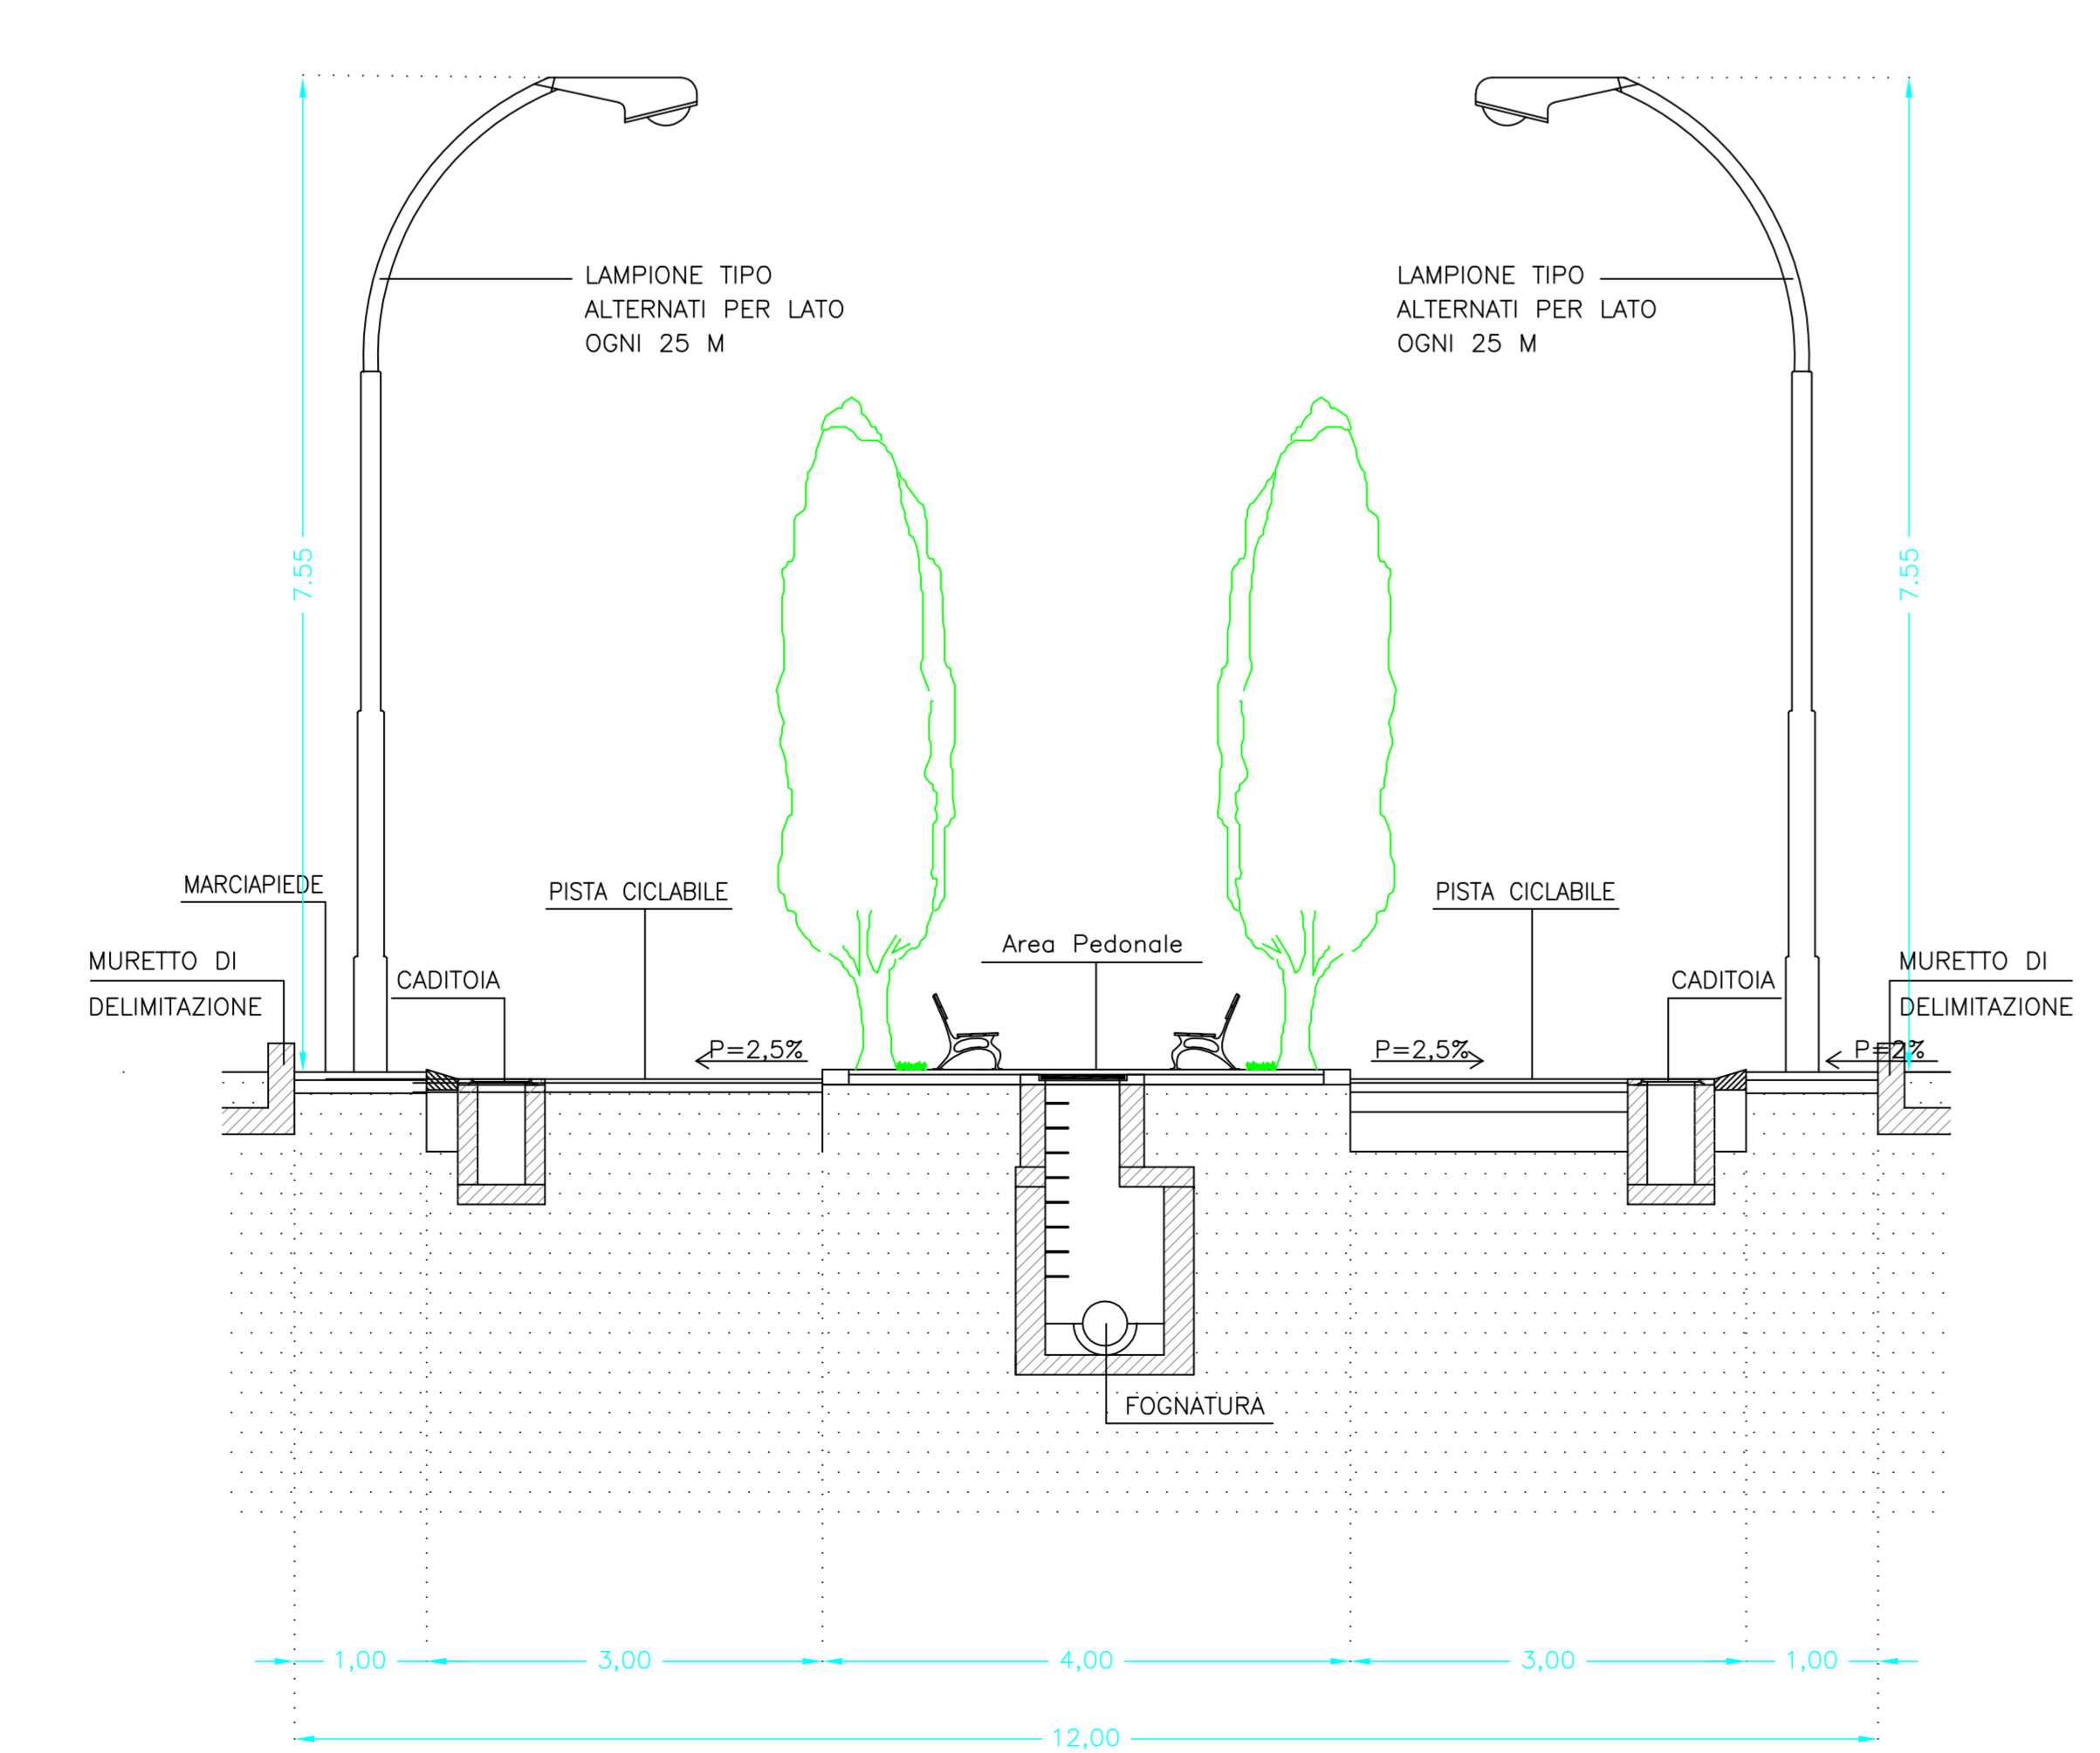 LAMPIONE TIPO
ALTERNATI PER LATO
OGNI 25 M
LAMPIONE TIPO
ALTERNATI PER LATO
OGNI 25 M
7.55
7.55
MARCIAPIEDE
PISTA CICLABILE
PISTA CICLABILE
MURETTO DI
DELIMITAZIONE
CADITOIA
Area Pedonale
CADITOIA
MURETTO DI
DELIMITAZIONE
P=2,5%
P=2,5%
P=2%
FOGNATURA
1,00
3,00
4,00
3,00
1,00
12,00